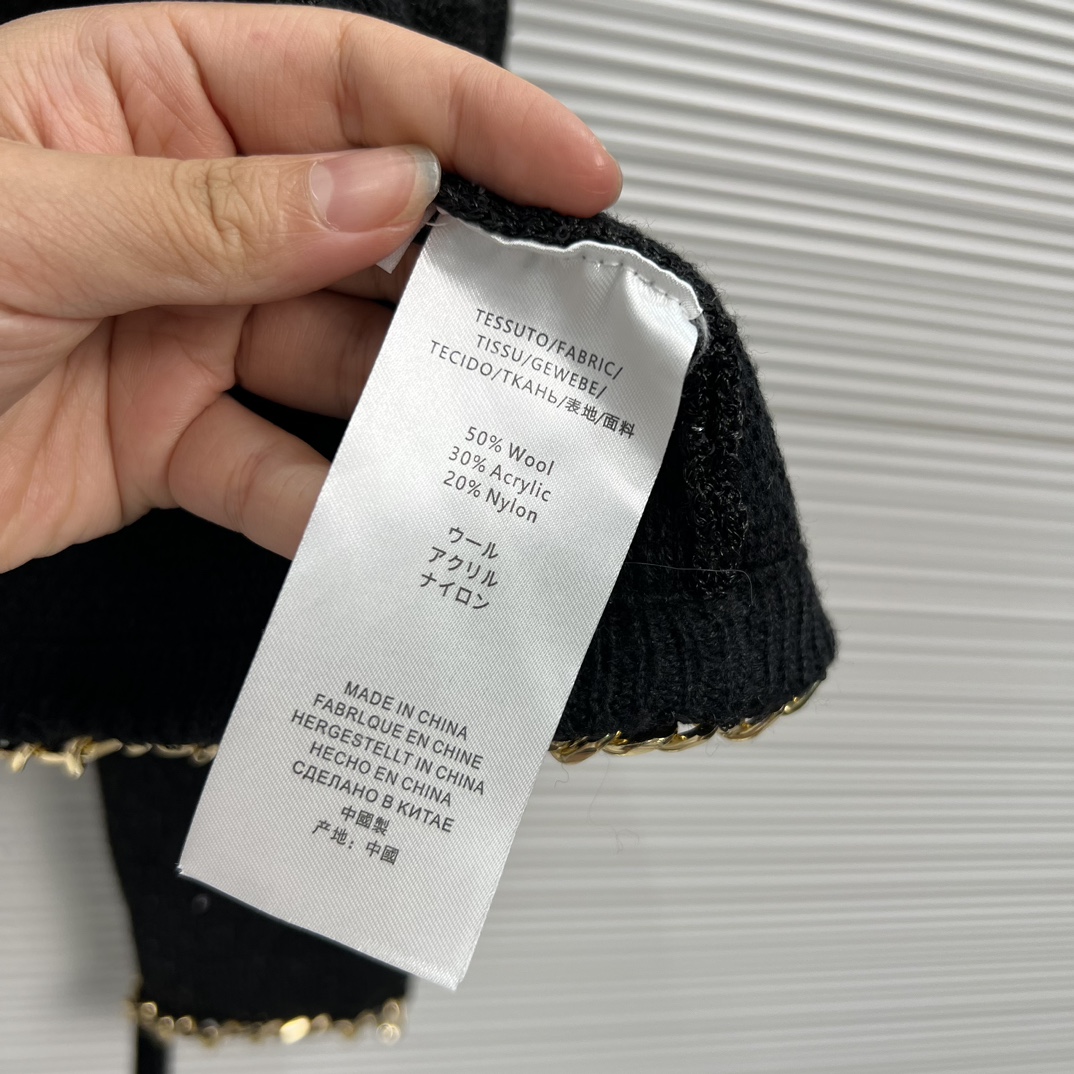 TESSUTO/FABRIC/
TISSU/GEWEBE/
TECIDO/ТКАНЬ/表地/面料
50% Wool
30% Acrylic
20% Nylon
ウール
アクリル
ナイロン
MADE IN CHINA
FABRLQUE EN CHINE
HERGESTELLT IN CHINA
HECHO EN CHINA
СДЕЛАНО В КИТАЕ
中國製
产地：中國